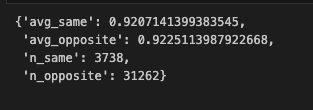 {'avg_same': 0.9207141399383545,
'avg_opposite': 0.9225113987922668,
'n_same': 3738,
'n_opposite': 31262}